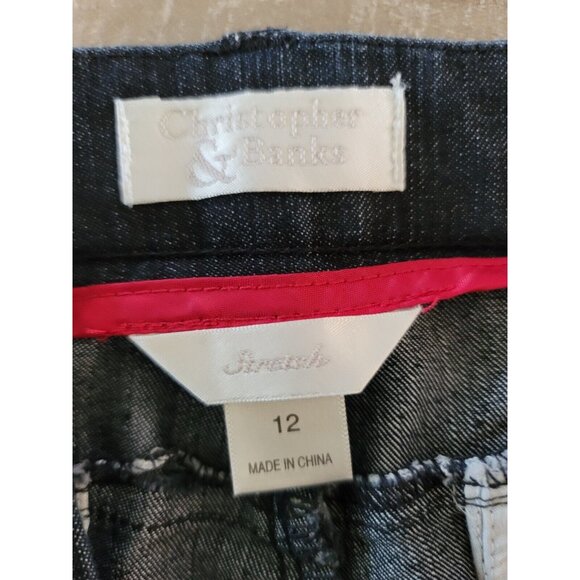 Christopher
& Banks
Stretch
12
MADE IN CHINA